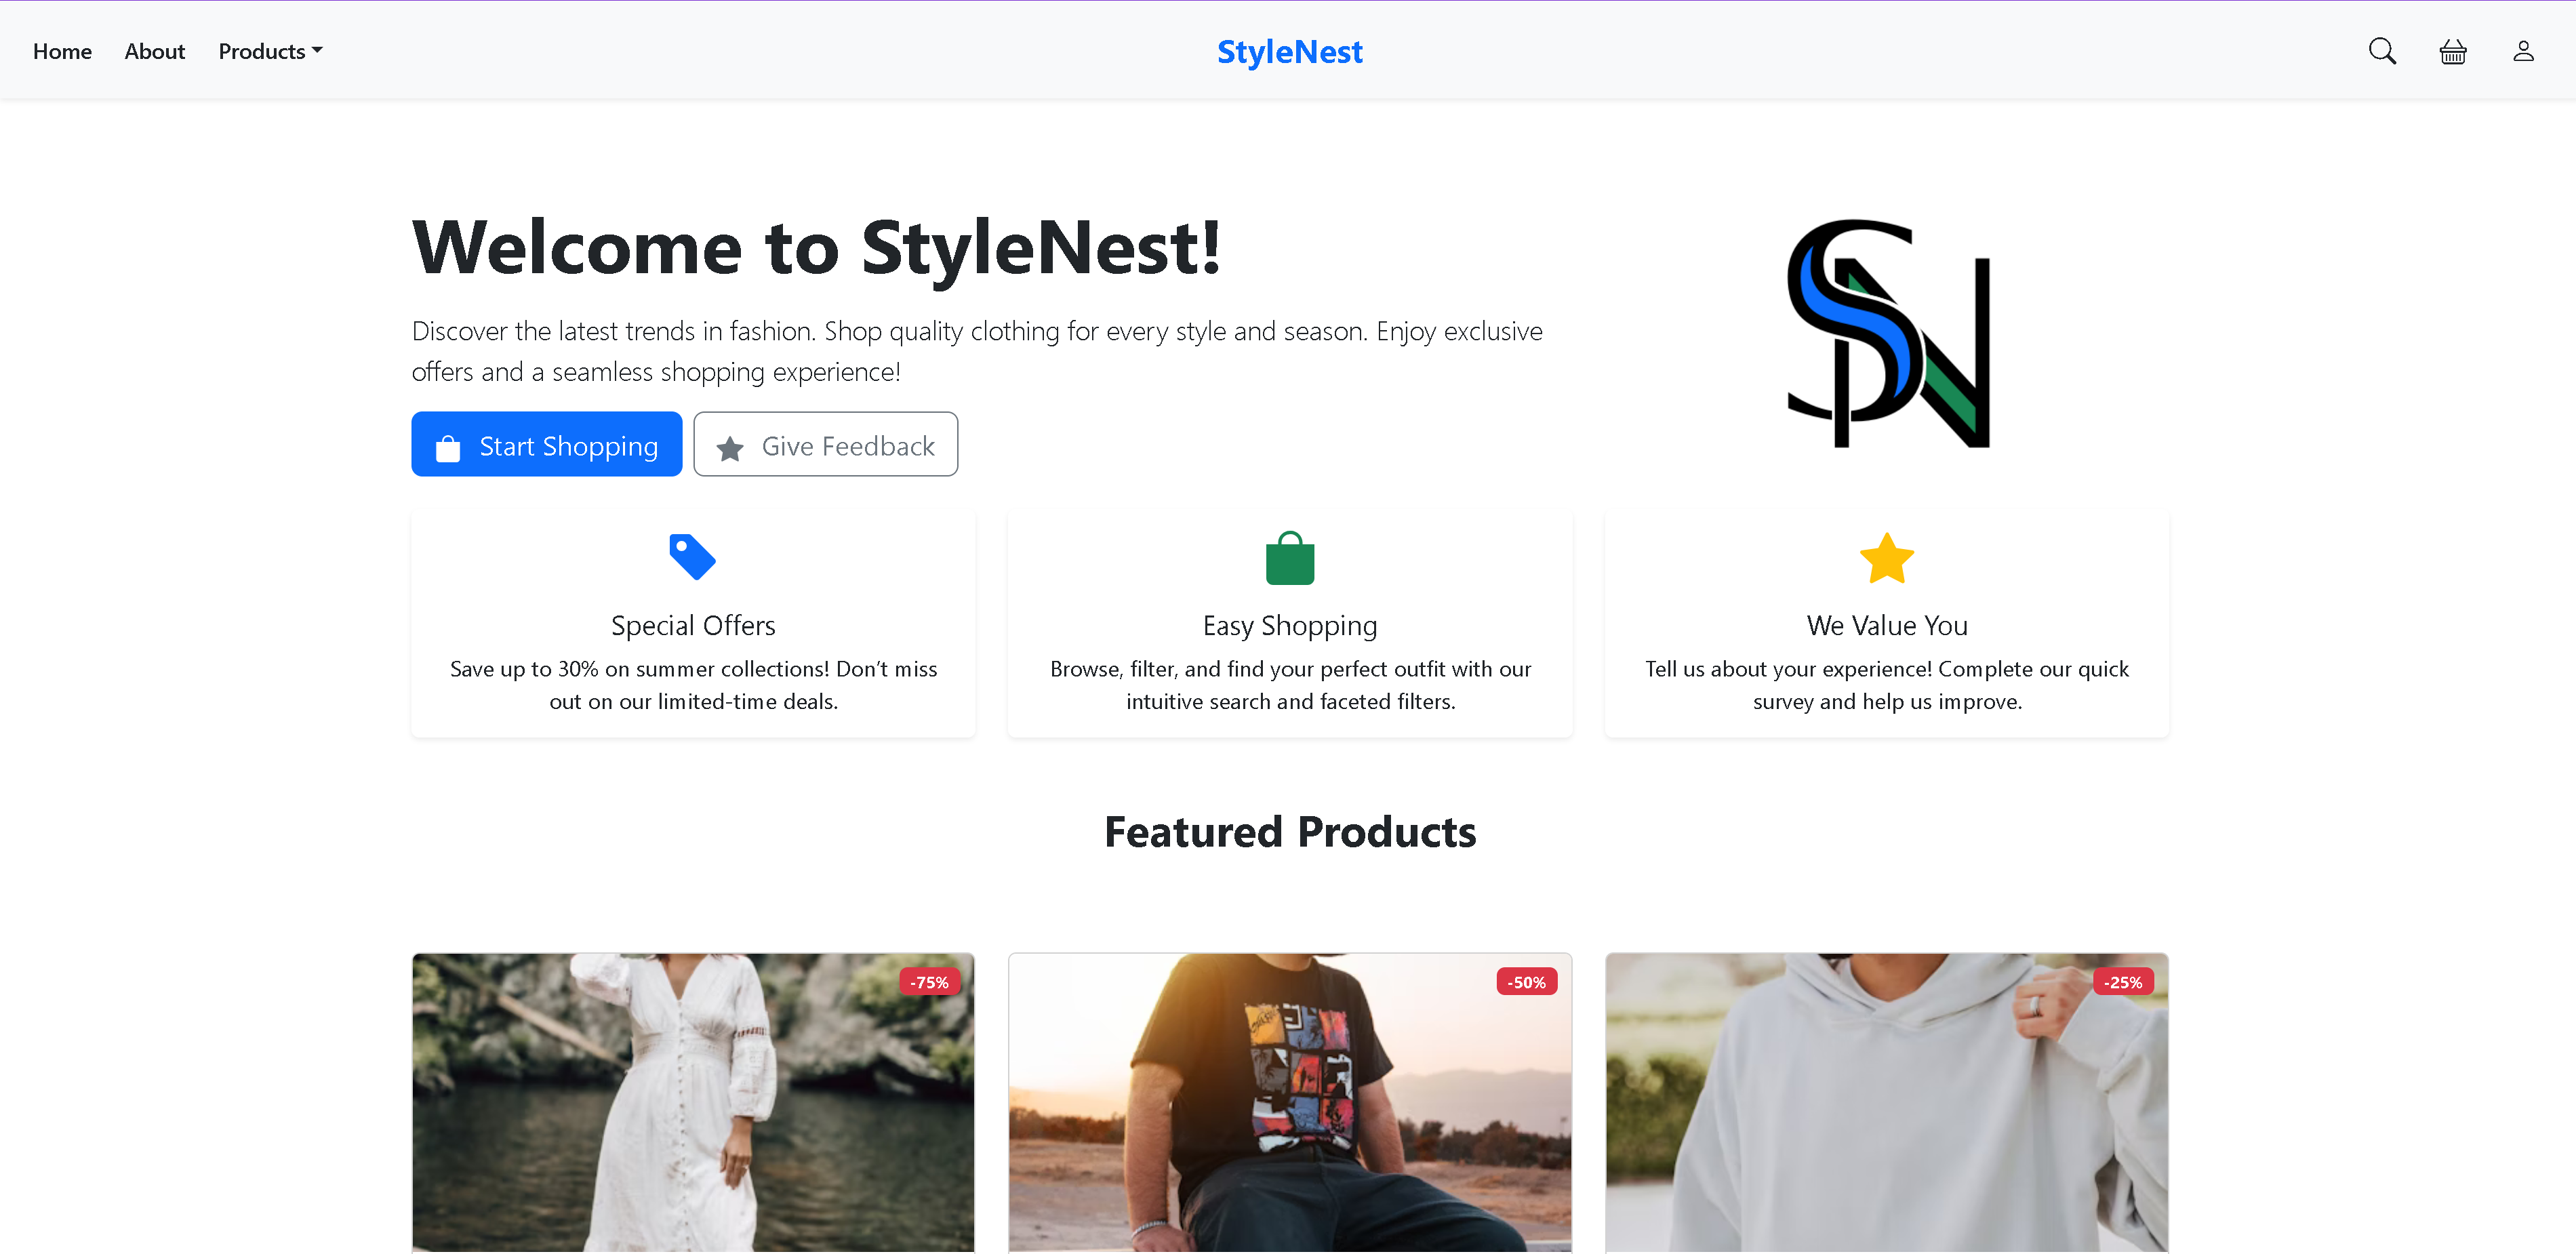 Home About Products StyleNest
Welcome to StyleNest!
Discover the latest trends in fashion. Shop quality clothing for every style and season. Enjoy exclusive
offers and a seamless shopping experience!
Start Shopping Give Feedback
SN
Special Offers
Save up to 30% on summer collections! Don’t miss
out on our limited-time deals.
Easy Shopping
Browse, filter, and find your perfect outfit with our
intuitive search and faceted filters.
We Value You
Tell us about your experience! Complete our quick
survey and help us improve.
Featured Products
-75%
-50%
-25%